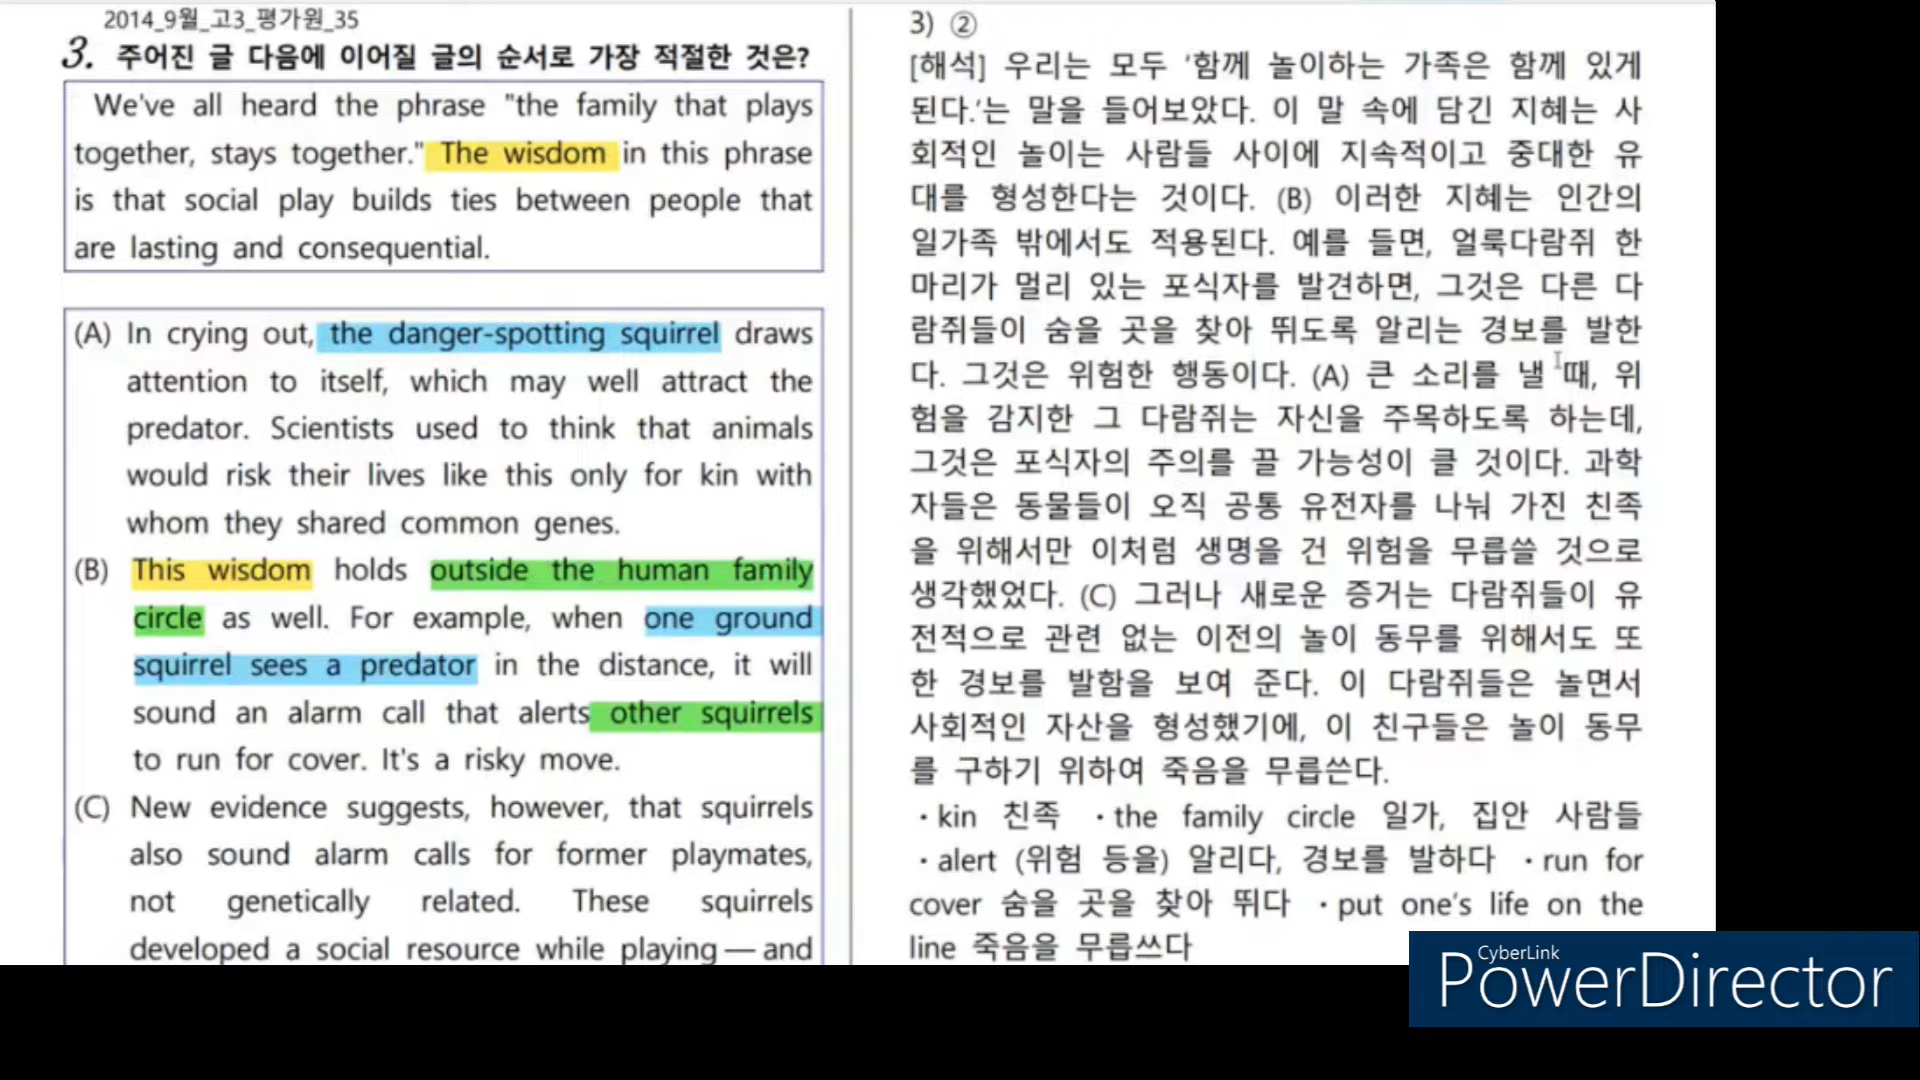 2014_9월_고3_평가원_35
3. 주어진 글 다음에 이어질 글의 순서로 가장 적절한 것은?
We've all heard the phrase "the family that plays
together, stays together." The wisdom in this phrase
is that social play builds ties between people that
are lasting and consequential.
(A) In crying out, the danger-spotting squirrel draws
attention to itself, which may well attract the
predator. Scientists used to think that animals
would risk their lives like this only for kin with
whom they shared common genes.
(B) This wisdom holds outside the human family
circle as well. For example, when one ground
squirrel sees a predator in the distance, it will
sound an alarm call that alerts other squirrels
to run for cover. It's a risky move.
(C) New evidence suggests, however, that squirrels
also sound alarm calls for former playmates,
not genetically related. These squirrels
developed a social resource while playing — and
3) ②
[해석] 우리는 모두 '함께 놀이하는 가족은 함께 있게
된다.'는 말을 들어보았다. 이 말 속에 담긴 지혜는 사
회적인 놀이는 사람들 사이에 지속적이고 중대한 유
대를 형성한다는 것이다. (B) 이러한 지혜는 인간의
일가족 밖에서도 적용된다. 예를 들면, 얼룩다람쥐 한
마리가 멀리 있는 포식자를 발견하면, 그것은 다른 다
람쥐들이 숨을 곳을 찾아 뛰도록 알리는 경보를 발한
다. 그것은 위험한 행동이다. (A) 큰 소리를 낼 때, 위
험을 감지한 그 다람쥐는 자신을 주목하도록 하는데,
그것은 포식자의 주의를 끌 가능성이 클 것이다. 과학
자들은 동물들이 오직 공통 유전자를 나눠 가진 친족
을 위해서만 이처럼 생명을 건 위험을 무릅쓸 것으로
생각했었다. (C) 그러나 새로운 증거는 다람쥐들이 유
전적으로 관련 없는 이전의 놀이 동무를 위해서도 또
한 경보를 발함을 보여 준다. 이 다람쥐들은 놀면서
사회적인 자산을 형성했기에, 이 친구들은 놀이 동무
를 구하기 위하여 죽음을 무릅쓴다.
· kin 친족 · the family circle 일가, 집안 사람들
· alert (위험 등을) 알리다, 경보를 발하다 · run for
cover 숨을 곳을 찾아 뛰다 · put one's life on the
line 죽음을 무릅쓰다
CyberLink
PowerDirector